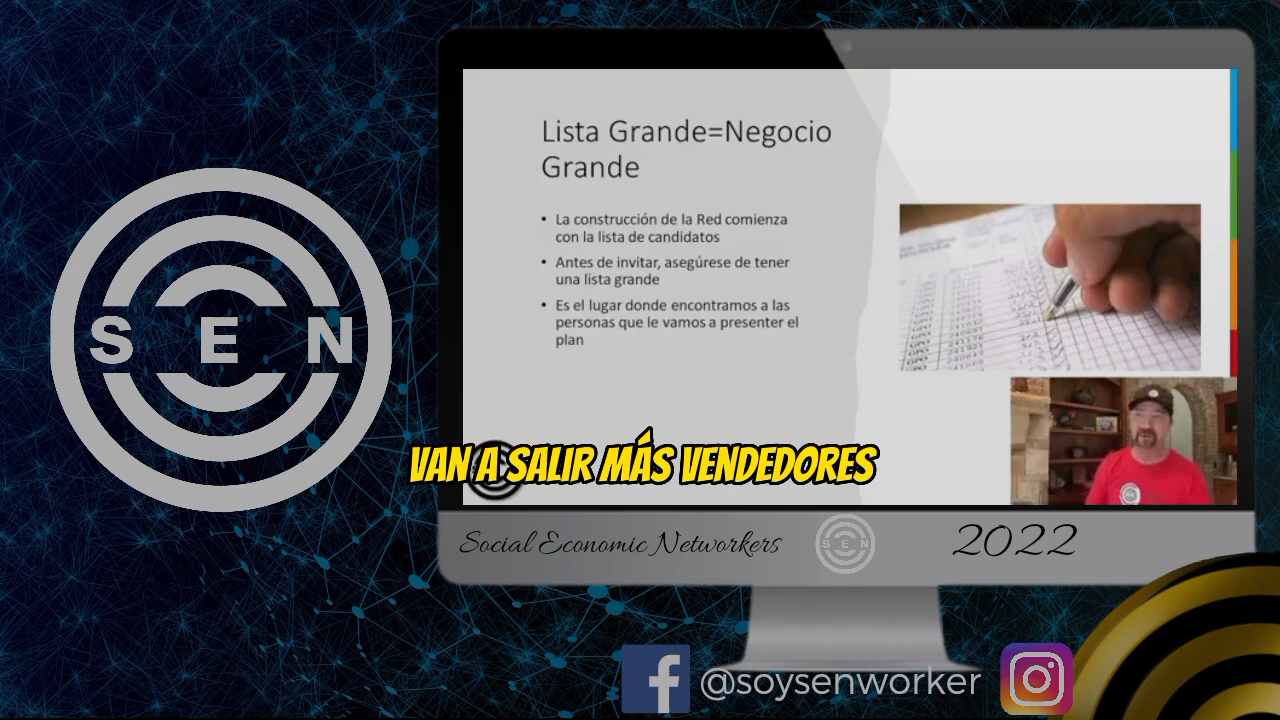 S E N
Lista Grande=Negocio
Grande
• La construcción de la Red comienza
con la lista de candidatos
• Antes de invitar, asegúrese de tener
una lista grande
• Es el lugar donde encontramos a las
personas que le vamos a presentar el
plan
VAN A SALIR MÁS VENDEDORES
Social Economic Networkers
S E N
2022
@soysenworker